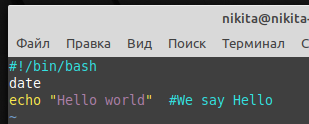 nikita@nikita-
Файл Правка Вид Поиск Терминал С
#!/bin/bash
date
echo "Hello world" #We say Hello
~